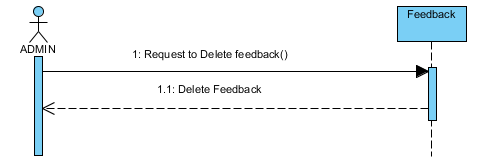 Feedback
ADMIN
1: Request to Delete feedback()
1.1: Delete Feedback